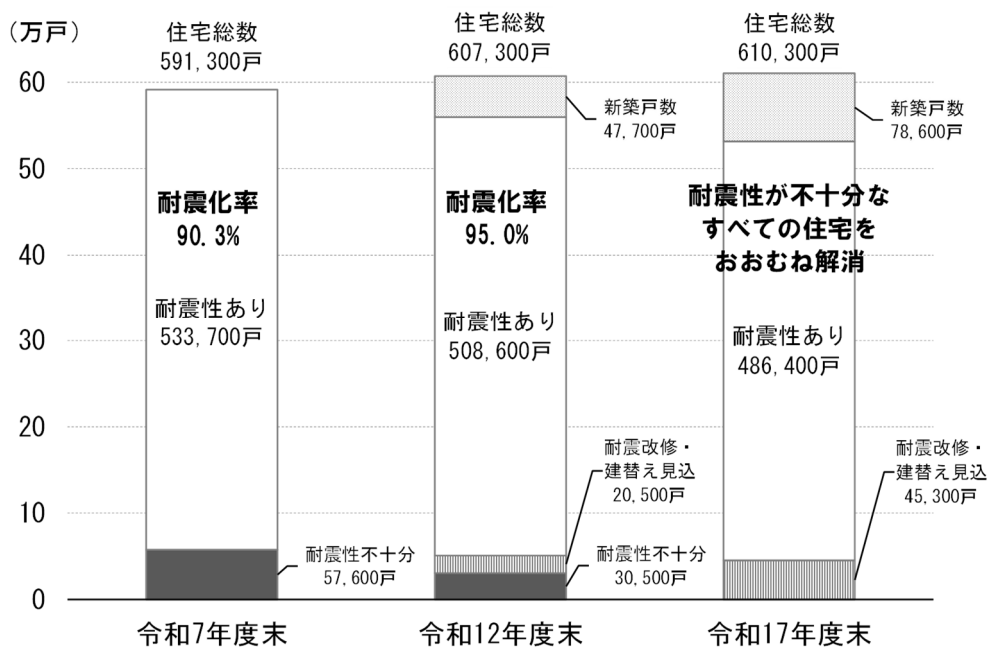 (万戸)
60
50
40
30
20
10
0
住宅総数
591,300戸
耐震化率
90.3%
耐震性あり
533,700戸
耐震性不十分
57,600戸
令和7年度末
住宅総数
607,300戸
新築戸数
47,700戸
耐震化率
95.0%
耐震性あり
508,600戸
耐震改修・
建替え見込
20,500戸
耐震性不十分
30,500戸
令和12年度末
住宅総数
610,300戸
新築戸数
78,600戸
耐震性が不十分な
すべての住宅を
おおむね解消
耐震性あり
486,400戸
耐震改修・
建替え見込
45,300戸
令和17年度末